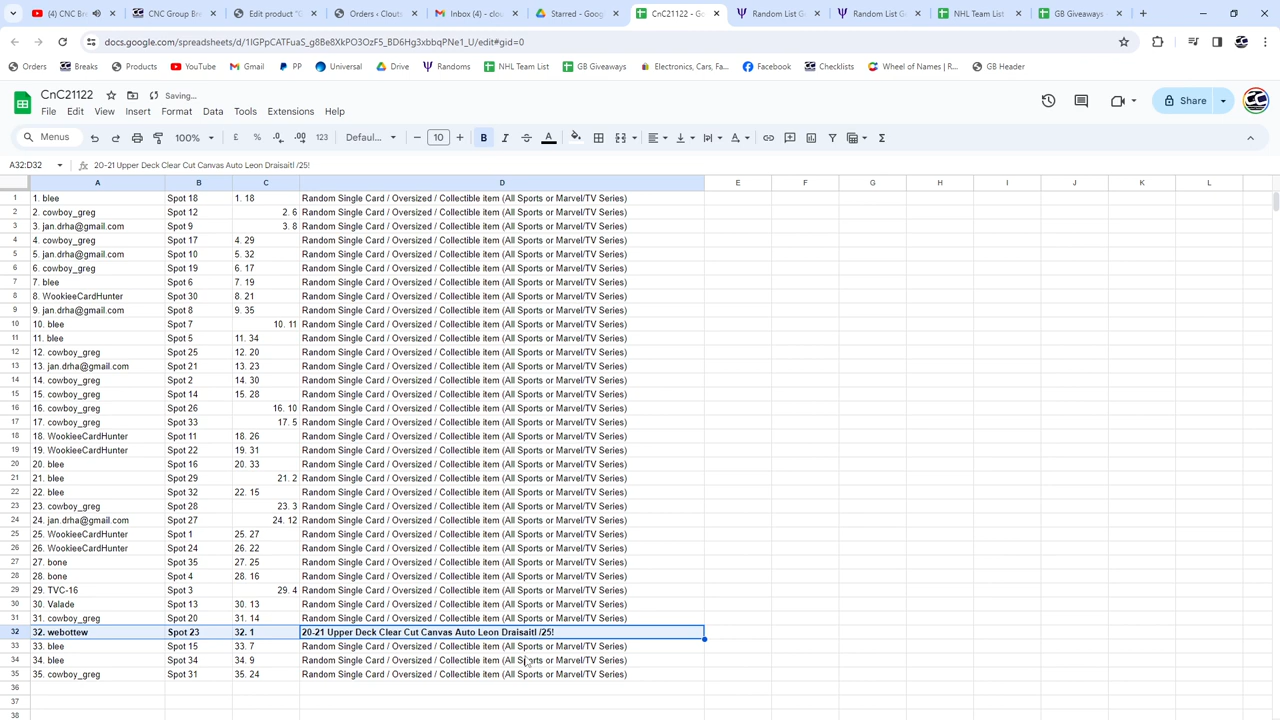 (4) CNC Br
CNC Group Bre
Edit product "G
Orders ‹ Clouts
Inbox (4) - clou
Starred - Goog
CnC21122 - Go
Random List G
Random List G
NHL Team List
GB Giveaways
docs.google.com/spreadsheets/d/1IGPpCATFuaS_g8Be8XkPO3OzF5_BD6Hg3xbbqPNe1_U/edit#gid=0
Orders Breaks Products YouTube Gmail PP Universal Drive Randoms NHL Team List GB Giveaways Electronics, Cars, Fa... Facebook Checklists Wheel of Names | R... GB Header
CnC21122 Saving...
File Edit View Insert Format Data Tools Extensions Help
Share
Menus 100% £ % .0 .00 123 Defaul... 10 B I A
A32:D32 20-21 Upper Deck Clear Cut Canvas Auto Leon Draisaitl /25!
A B C D E F G H I J K L
1 1. blee Spot 18 1. 18 Random Single Card / Oversized / Collectible item (All Sports or Marvel/TV Series)
2 2. cowboy_greg Spot 12 2. 6 Random Single Card / Oversized / Collectible item (All Sports or Marvel/TV Series)
3 3. jan.drha@gmail.com Spot 9 3. 8 Random Single Card / Oversized / Collectible item (All Sports or Marvel/TV Series)
4 4. cowboy_greg Spot 17 4. 29 Random Single Card / Oversized / Collectible item (All Sports or Marvel/TV Series)
5 5. jan.drha@gmail.com Spot 10 5. 32 Random Single Card / Oversized / Collectible item (All Sports or Marvel/TV Series)
6 6. cowboy_greg Spot 19 6. 17 Random Single Card / Oversized / Collectible item (All Sports or Marvel/TV Series)
7 7. blee Spot 6 7. 19 Random Single Card / Oversized / Collectible item (All Sports or Marvel/TV Series)
8 8. WookieeCardHunter Spot 30 8. 21 Random Single Card / Oversized / Collectible item (All Sports or Marvel/TV Series)
9 9. jan.drha@gmail.com Spot 8 9. 35 Random Single Card / Oversized / Collectible item (All Sports or Marvel/TV Series)
10 10. blee Spot 7 10. 11 Random Single Card / Oversized / Collectible item (All Sports or Marvel/TV Series)
11 11. blee Spot 5 11. 34 Random Single Card / Oversized / Collectible item (All Sports or Marvel/TV Series)
12 12. cowboy_greg Spot 25 12. 20 Random Single Card / Oversized / Collectible item (All Sports or Marvel/TV Series)
13 13. jan.drha@gmail.com Spot 21 13. 23 Random Single Card / Oversized / Collectible item (All Sports or Marvel/TV Series)
14 14. cowboy_greg Spot 2 14. 30 Random Single Card / Oversized / Collectible item (All Sports or Marvel/TV Series)
15 15. cowboy_greg Spot 14 15. 28 Random Single Card / Oversized / Collectible item (All Sports or Marvel/TV Series)
16 16. cowboy_greg Spot 26 16. 10 Random Single Card / Oversized / Collectible item (All Sports or Marvel/TV Series)
17 17. cowboy_greg Spot 33 17. 5 Random Single Card / Oversized / Collectible item (All Sports or Marvel/TV Series)
18 18. WookieeCardHunter Spot 11 18. 26 Random Single Card / Oversized / Collectible item (All Sports or Marvel/TV Series)
19 19. WookieeCardHunter Spot 22 19. 31 Random Single Card / Oversized / Collectible item (All Sports or Marvel/TV Series)
20 20. blee Spot 16 20. 33 Random Single Card / Oversized / Collectible item (All Sports or Marvel/TV Series)
21 21. blee Spot 29 21. 2 Random Single Card / Oversized / Collectible item (All Sports or Marvel/TV Series)
22 22. blee Spot 32 22. 15 Random Single Card / Oversized / Collectible item (All Sports or Marvel/TV Series)
23 23. cowboy_greg Spot 28 23. 3 Random Single Card / Oversized / Collectible item (All Sports or Marvel/TV Series)
24 24. jan.drha@gmail.com Spot 27 24. 12 Random Single Card / Oversized / Collectible item (All Sports or Marvel/TV Series)
25 25. WookieeCardHunter Spot 1 25. 27 Random Single Card / Oversized / Collectible item (All Sports or Marvel/TV Series)
26 26. WookieeCardHunter Spot 24 26. 22 Random Single Card / Oversized / Collectible item (All Sports or Marvel/TV Series)
27 27. bone Spot 35 27. 25 Random Single Card / Oversized / Collectible item (All Sports or Marvel/TV Series)
28 28. bone Spot 4 28. 16 Random Single Card / Oversized / Collectible item (All Sports or Marvel/TV Series)
29 29. TVC-16 Spot 3 29. 4 Random Single Card / Oversized / Collectible item (All Sports or Marvel/TV Series)
30 30. Valade Spot 13 30. 13 Random Single Card / Oversized / Collectible item (All Sports or Marvel/TV Series)
31 31. cowboy_greg Spot 20 31. 14 Random Single Card / Oversized / Collectible item (All Sports or Marvel/TV Series)
32 32. webottew Spot 23 32. 1 20-21 Upper Deck Clear Cut Canvas Auto Leon Draisaitl /25!
33 33. blee Spot 15 33. 7 Random Single Card / Oversized / Collectible item (All Sports or Marvel/TV Series)
34 34. blee Spot 34 34. 9 Random Single Card / Oversized / Collectible item (All Sports or Marvel/TV Series)
35 35. cowboy_greg Spot 31 35. 24 Random Single Card / Oversized / Collectible item (All Sports or Marvel/TV Series)
36
37
38